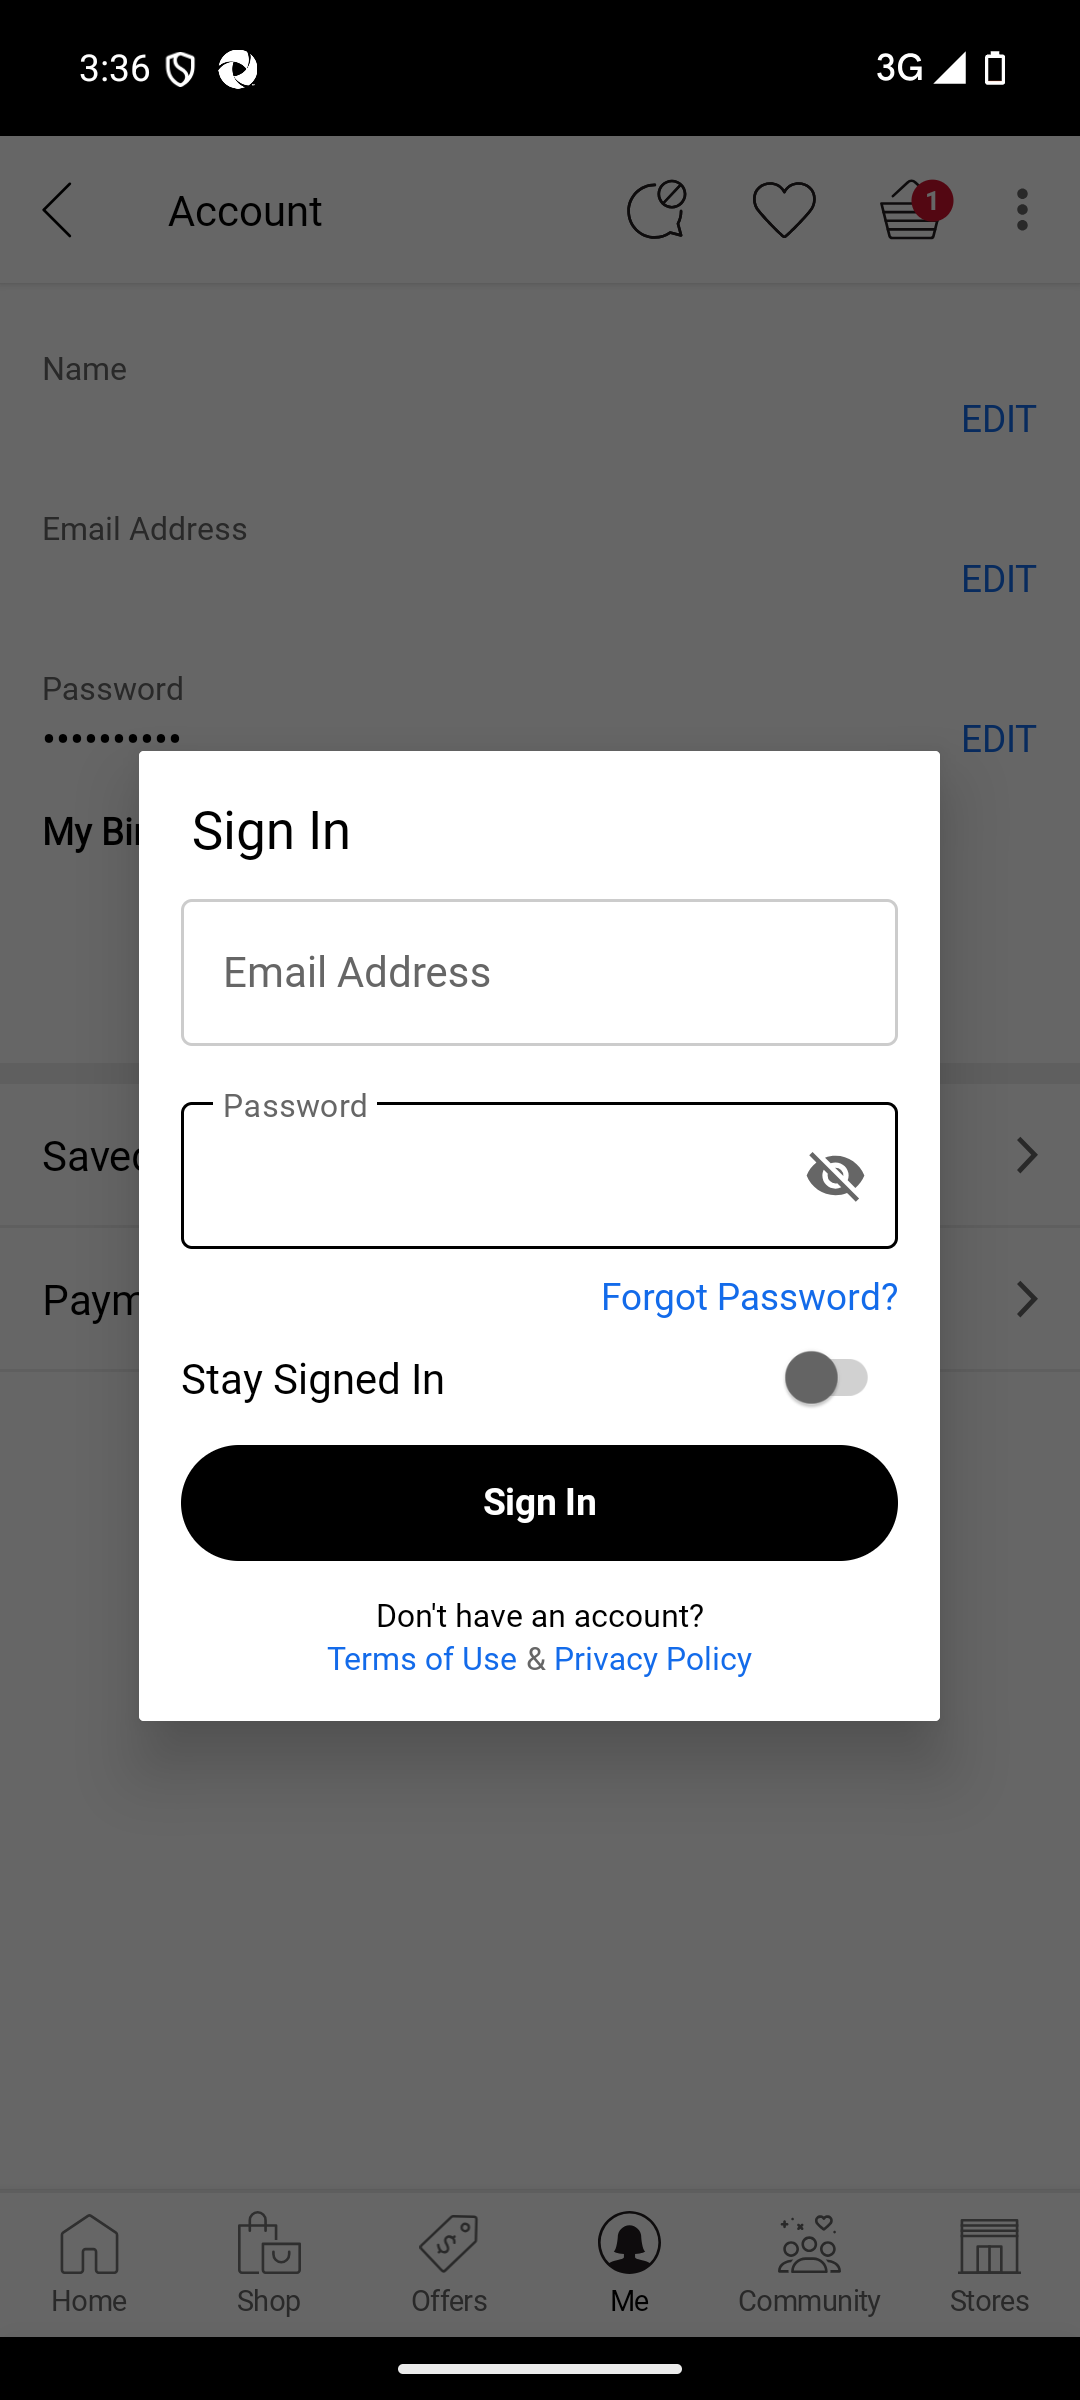 3:36
3G
Account
1
Name
EDIT
Email Address
EDIT
Password
••••••••••
EDIT
My Bir
Sign In
Email Address
Password
Saved
Forgot Password?
Paym
Stay Signed In
Sign In
Don't have an account?
Terms of Use & Privacy Policy
Home
Shop
Offers
Me
Community
Stores